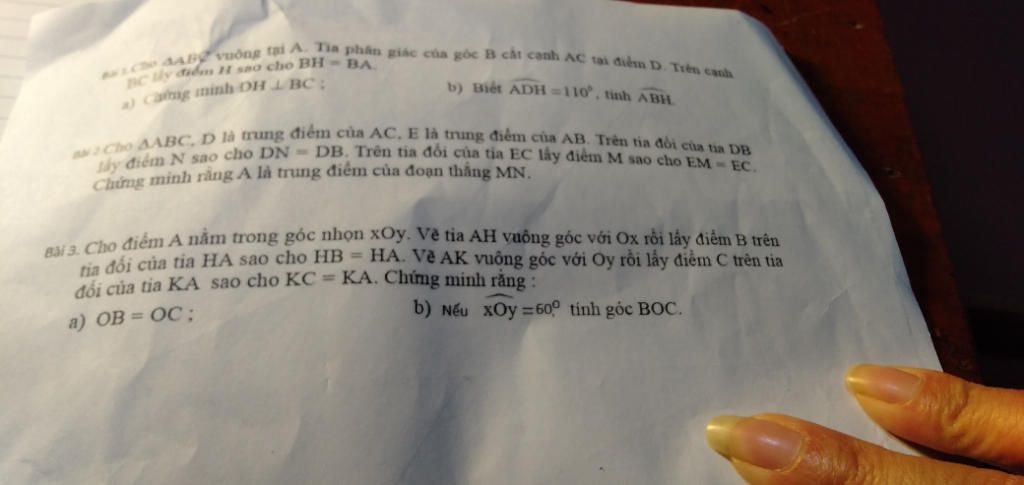 Bài 1. Cho ΔABC vuông tại A. Tia phân giác của góc B cắt cạnh AC tại điểm D. Trên cạnh
BC lấy điểm H sao cho BH = BA.
a) Chứng minh DH ⊥ BC ; b) Biết \widehat{ADH} = 110⁰, tính \widehat{ABH}.
Bài 2 Cho ΔABC, D là trung điểm của AC, E là trung điểm của AB. Trên tia đối của tia DB
lấy điểm N sao cho DN = DB. Trên tia đối của tia EC lấy điểm M sao cho EM = EC.
Chứng minh rằng A là trung điểm của đoạn thẳng MN.
Bài 3. Cho điểm A nằm trong góc nhọn xOy. Vẽ tia AH vuông góc với Ox rồi lấy điểm B trên
tia đối của tia HA sao cho HB = HA. Vẽ AK vuông góc với Oy rồi lấy điểm C trên tia
đối của tia KA sao cho KC = KA. Chứng minh rằng :
a) OB = OC ; b) Nếu \widehat{xOy} = 60⁰, tính góc BOC.